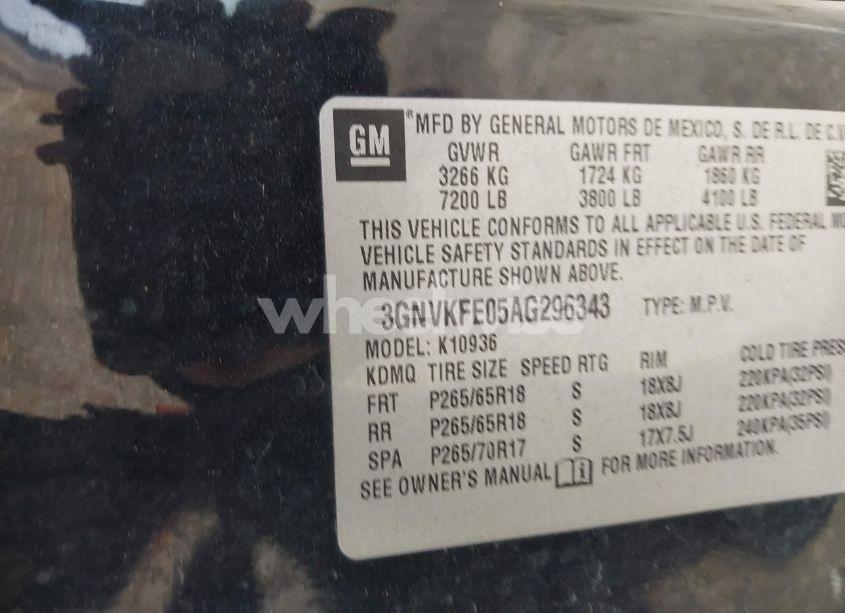 GM
® MFD BY GENERAL MOTORS DE MEXICO, S. DE R.L. DE C.V
GVWR GAWR FRT GAWR RR
3266 KG 1724 KG 1860 KG
7200 LB 3800 LB 4100 LB
THIS VEHICLE CONFORMS TO ALL APPLICABLE U.S. FEDERAL MO
VEHICLE SAFETY STANDARDS IN EFFECT ON THE DATE OF
MANUFACTURE SHOWN ABOVE.
3GNVKFE05AG296343 TYPE: M.P.V.
MODEL: K10936
KDMQ TIRE SIZE SPEED RTG RIM COLD TIRE PRESS
FRT P265/65R18 S 18X8J 220KPA(32PSI)
RR P265/65R18 S 18X8J 220KPA(32PSI)
SPA P265/70R17 S 17X7.5J 240KPA(35PSI)
SEE OWNER'S MANUAL i FOR MORE INFORMATION.